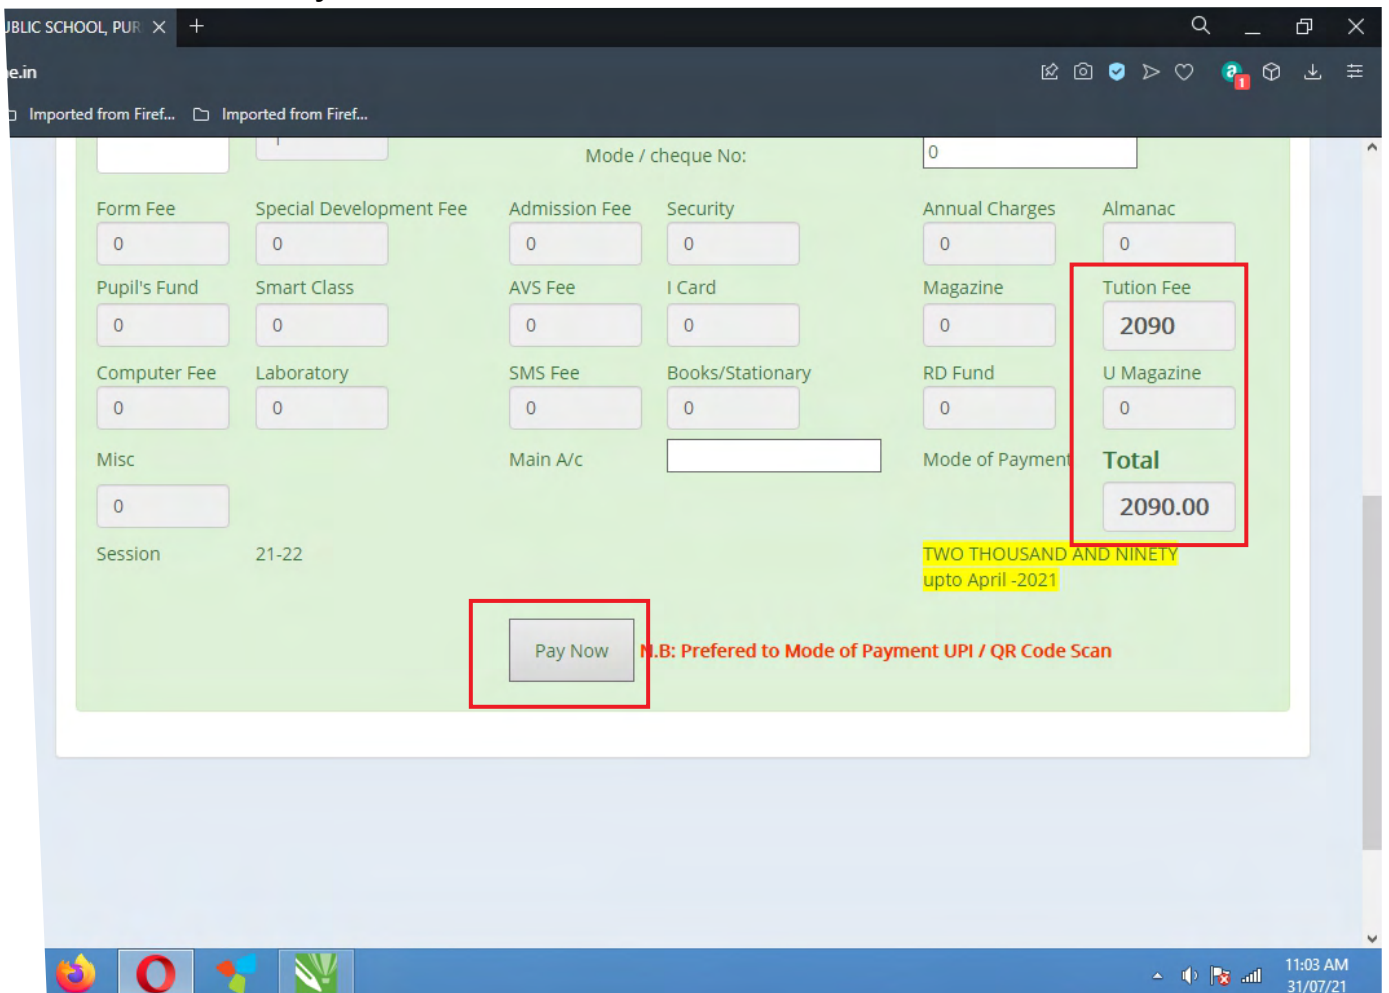 UBLIC SCHOOL, PUR
e.in
Imported from Firef... Imported from Firef...
1
Mode / cheque No: 0
Form Fee Special Development Fee Admission Fee Security Annual Charges Almanac
0 0 0 0 0 0
Pupil's Fund Smart Class AVS Fee I Card Magazine Tution Fee
0 0 0 0 0 2090
Computer Fee Laboratory SMS Fee Books/Stationary RD Fund U Magazine
0 0 0 0 0 0
Misc Main A/c Mode of Payment Total
0 2090.00
Session 21-22 TWO THOUSAND AND NINETY
upto April -2021
Pay Now N.B: Prefered to Mode of Payment UPI / QR Code Scan
11:03 AM
31/07/21